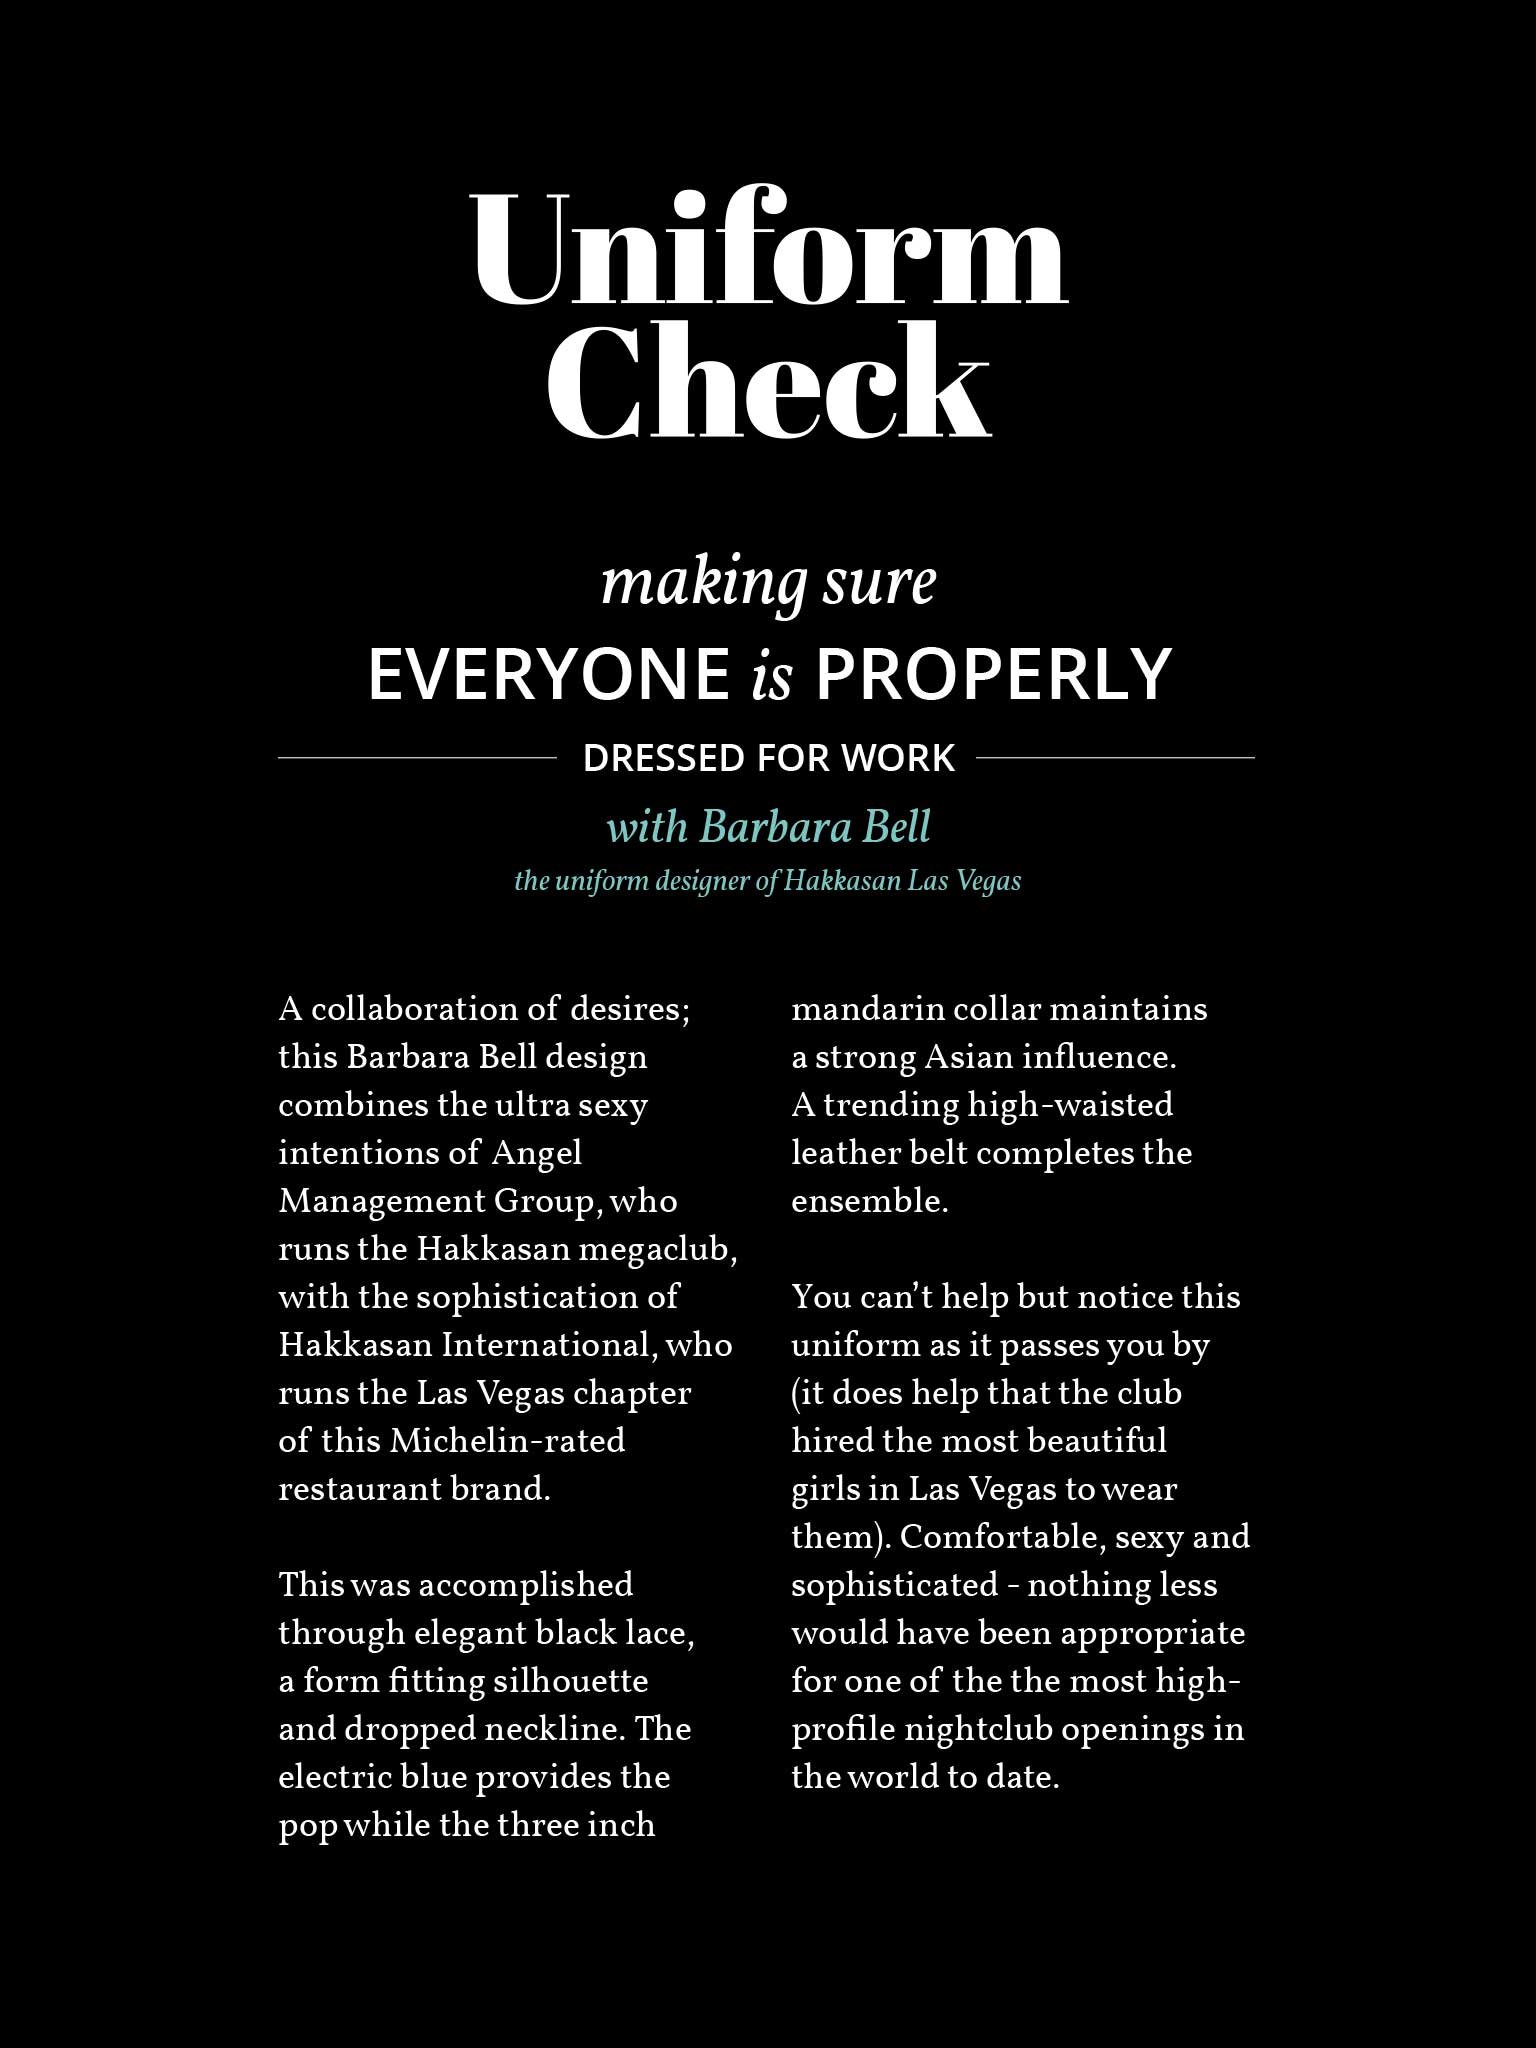 Uniform
Check
making sure
EVERYONE is PROPERLY
DRESSED FOR WORK
with Barbara Bell
the uniform designer of Hakkasan Las Vegas
A collaboration of desires;
this Barbara Bell design
combines the ultra sexy
intentions of Angel
Management Group, who
runs the Hakkasan megaclub,
with the sophistication of
Hakkasan International, who
runs the Las Vegas chapter
of this Michelin-rated
restaurant brand.
This was accomplished
through elegant black lace,
a form fitting silhouette
and dropped neckline. The
electric blue provides the
pop while the three inch
mandarin collar maintains
a strong Asian influence.
A trending high-waisted
leather belt completes the
ensemble.
You can’t help but notice this
uniform as it passes you by
(it does help that the club
hired the most beautiful
girls in Las Vegas to wear
them). Comfortable, sexy and
sophisticated - nothing less
would have been appropriate
for one of the the most high-
profile nightclub openings in
the world to date.